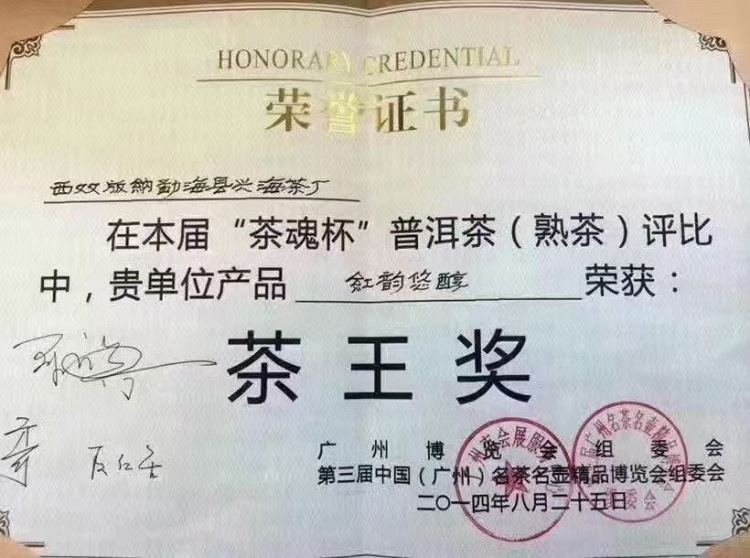 HONORARY CREDENTIAL
荣誉证书
西双版纳勐海县兴海茶厂
在本届“茶魂杯”普洱茶（熟茶）评比
中，贵单位产品 红韵悠醇 荣获：
茶王奖
广州博览会组委会
第三届中国（广州）名茶名壶精品博览会组委会
二〇一四年八月二十五日